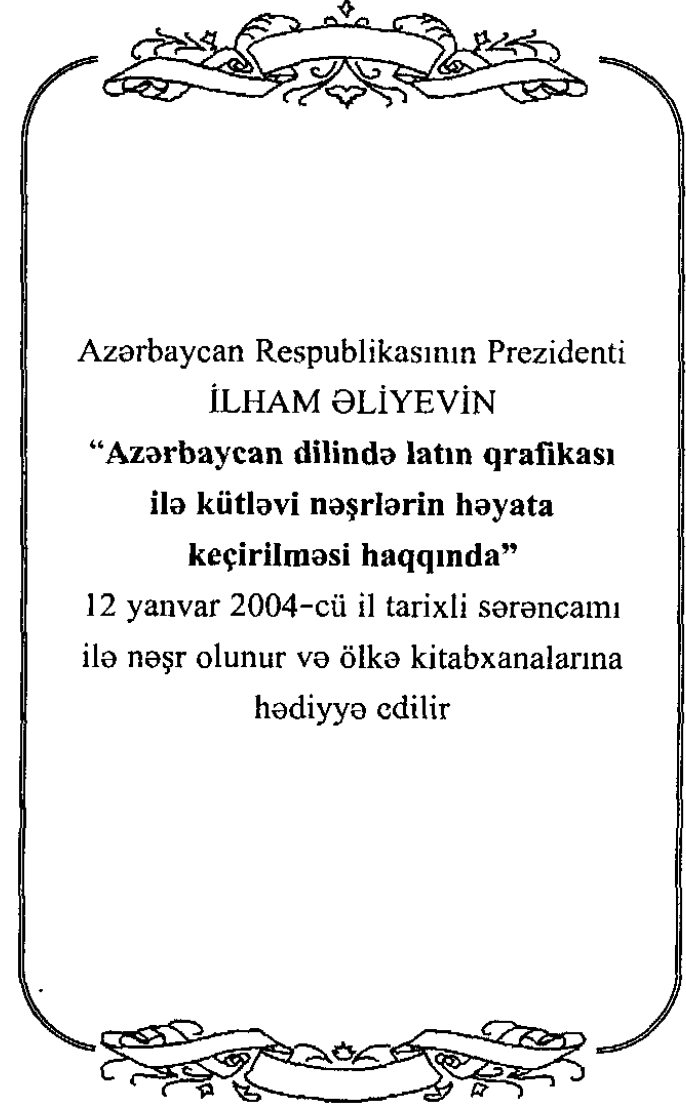 Azərbaycan Respublikasının Prezidenti
İLHAM ƏLİYEVİN
“Azərbaycan dilində latın qrafikası
ilə kütləvi nəşrlərin həyata
keçirilməsi haqqında”
12 yanvar 2004-cü il tarixli sərəncamı
ilə nəşr olunur və ölkə kitabxanalarına
hədiyyə edilir